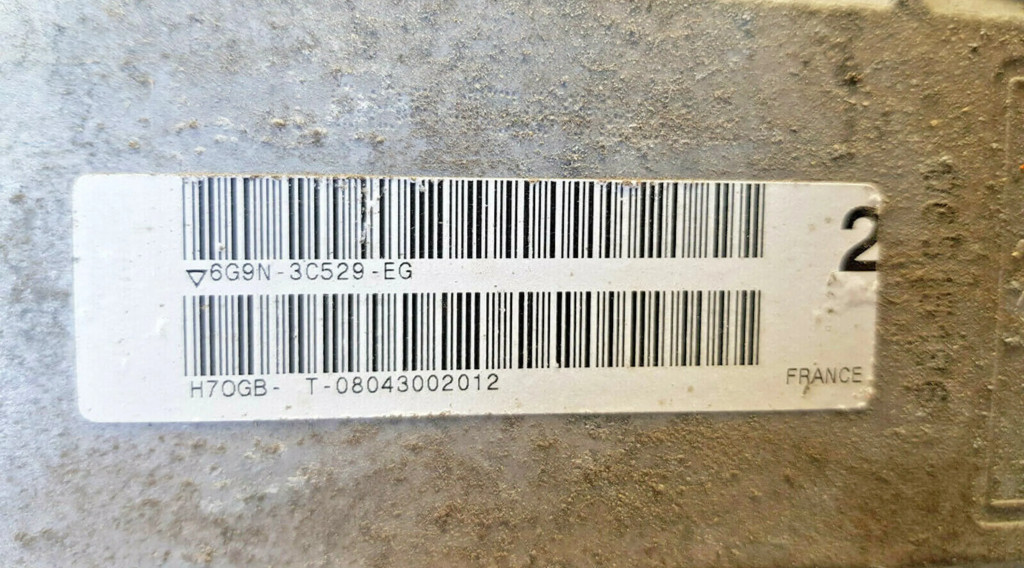 ▽6G9N-3C529-EG
2
H7OGB- T-08043002012
FRANCE